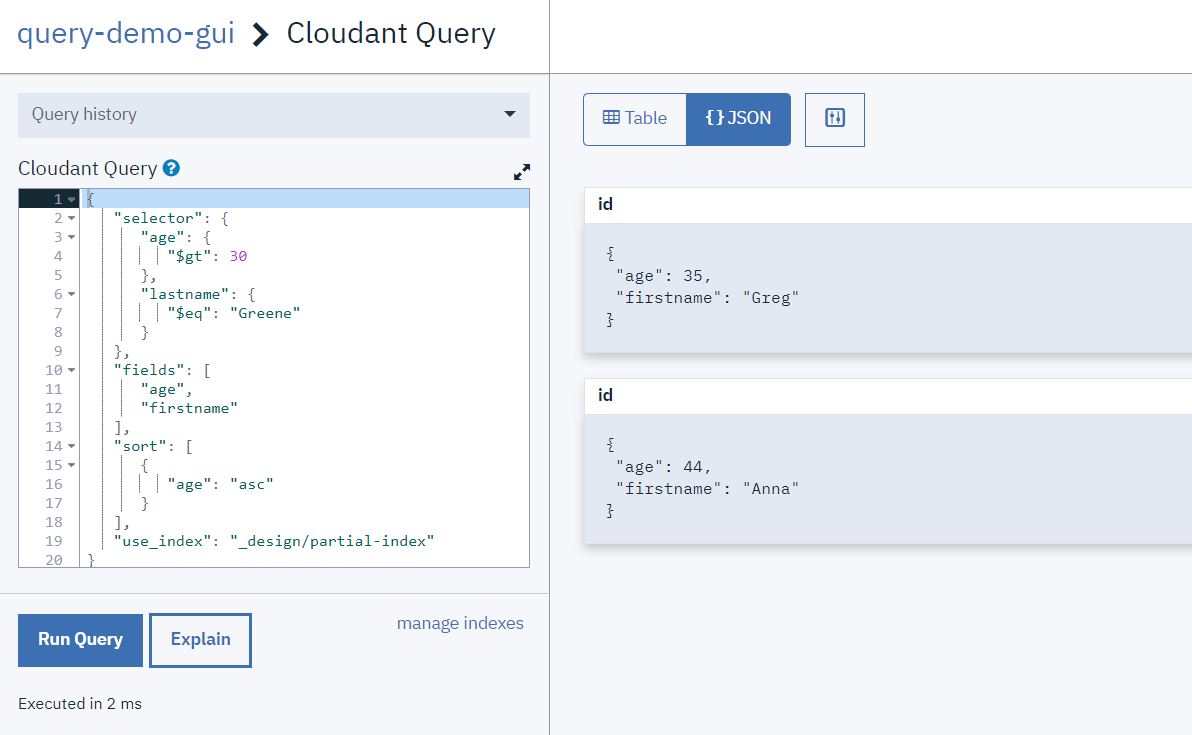 query-demo-gui > Cloudant Query
Query history
Cloudant Query ?
1 {
2 "selector": {
3 "age": {
4 "$gt": 30
5 },
6 "lastname": {
7 "$eq": "Greene"
8 }
9 },
10 "fields": [
11 "age",
12 "firstname"
13 ],
14 "sort": [
15 {
16 "age": "asc"
17 }
18 ],
19 "use_index": "_design/partial-index"
20 }
Run Query
Explain
manage indexes
Executed in 2 ms
Table
{} JSON
id
{
"age": 35,
"firstname": "Greg"
}
id
{
"age": 44,
"firstname": "Anna"
}